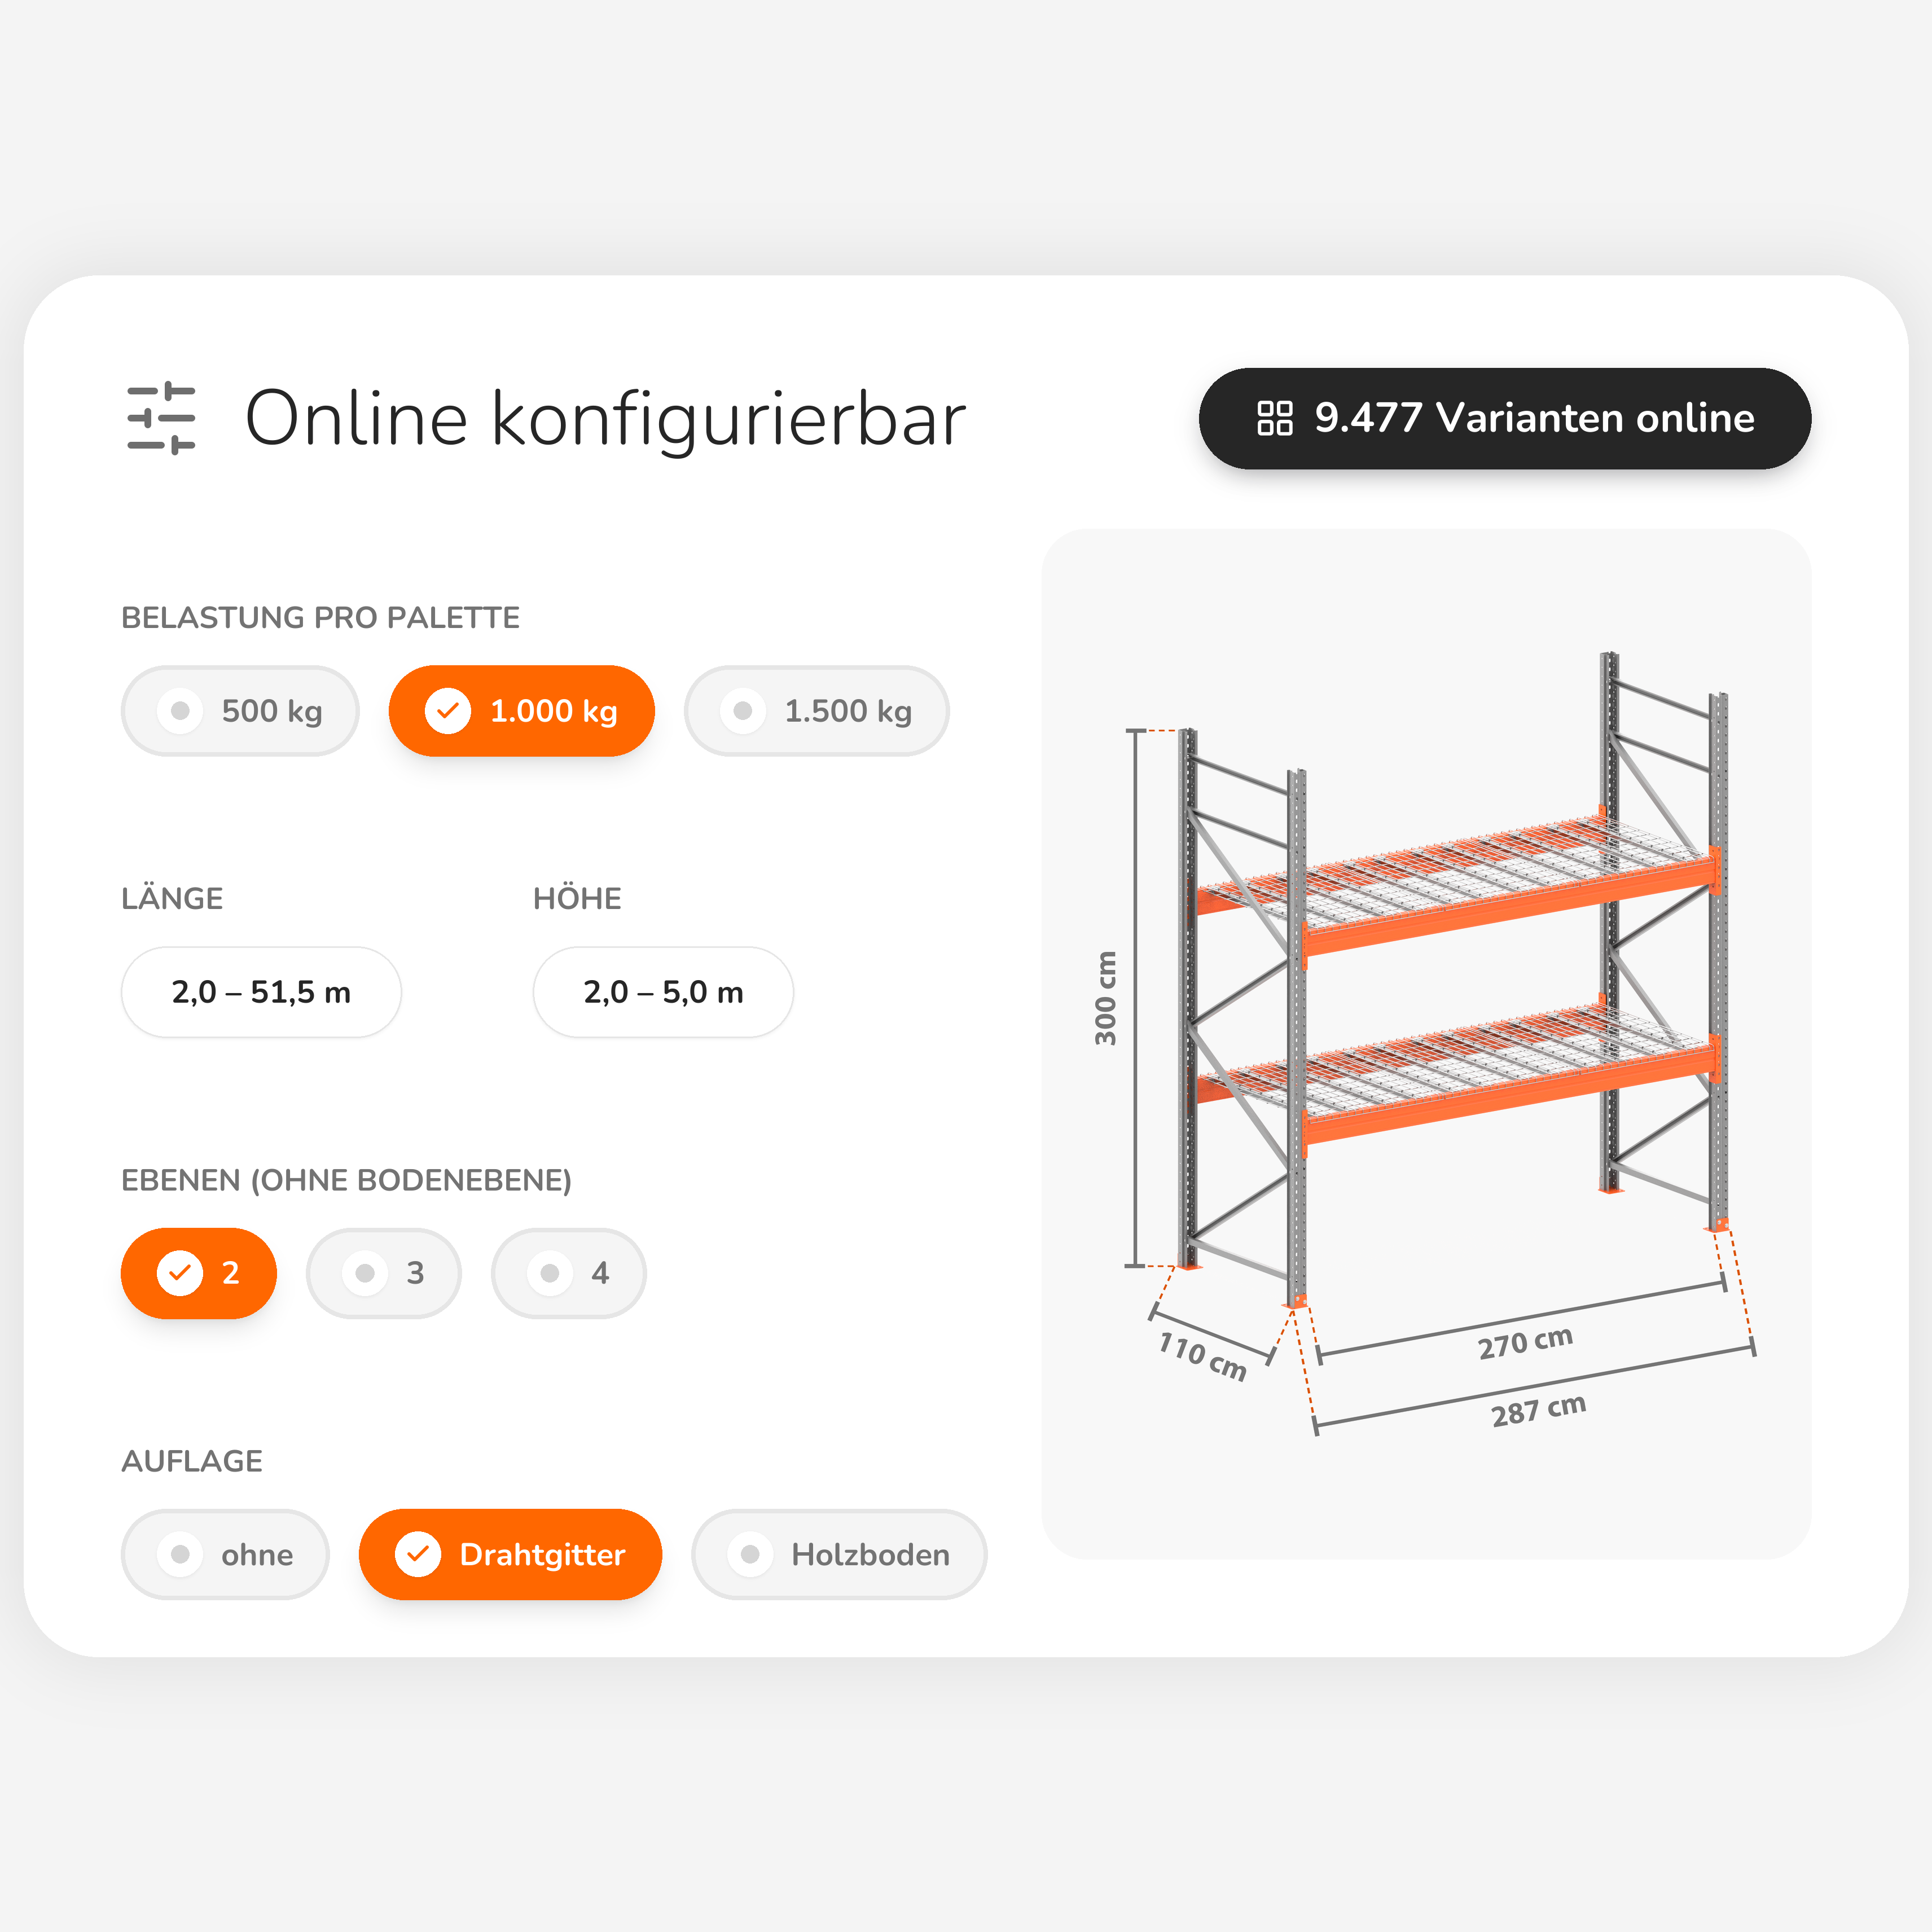 Online konfigurierbar
9.477 Varianten online
BELASTUNG PRO PALETTE
500 kg
1.000 kg
1.500 kg
LÄNGE
HÖHE
2,0 – 51,5 m
2,0 – 5,0 m
EBENEN (OHNE BODENEBENE)
2
3
4
AUFLAGE
ohne
Drahtgitter
Holzboden
300 cm
110 cm
270 cm
287 cm